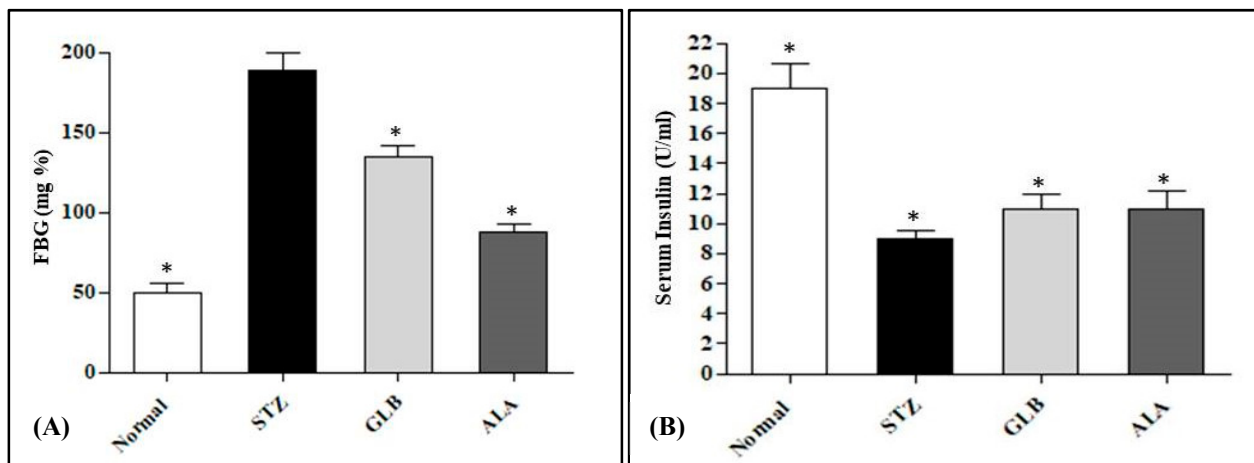 FBG (mg %)
200
150
100
50
0
*
*
*
Normal
STZ
GLB
ALA
(A)
Serum Insulin (U/ml)
22
20
18
16
14
12
10
8
6
4
2
0
*
*
*
*
Normal
STZ
GLB
ALA
(B)